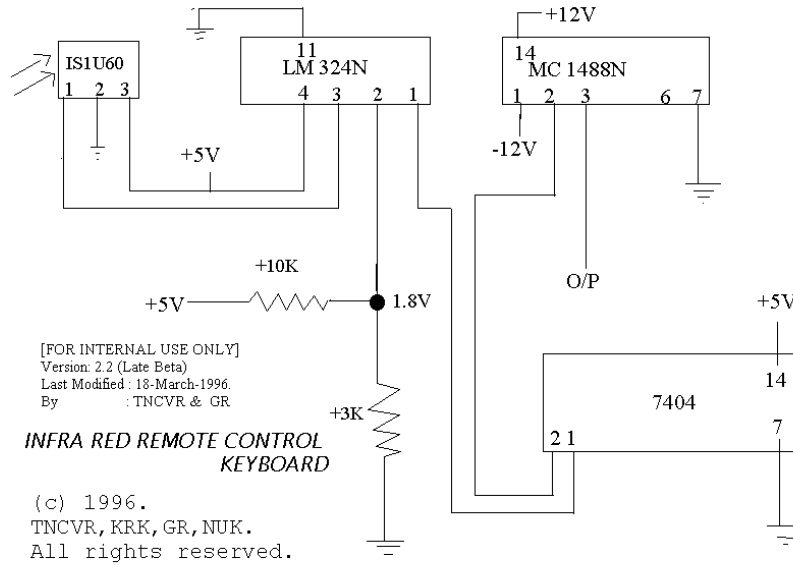 +12V
IS1U60
1 2 3
11
LM 324N
4 3 2 1
14
MC 1488N
1 2 3 6 7
+5V
-12V
+10K
O/P
+5V
1.8V
+5V
[FOR INTERNAL USE ONLY]
Version: 2.2 (Late Beta)
Last Modified : 18-March-1996.
By : TNCVR & GR
14
7404
+3K
7
2 1
INFRA RED REMOTE CONTROL
KEYBOARD
(c) 1996.
TNCVR,KRK,GR,NUK.
All rights reserved.